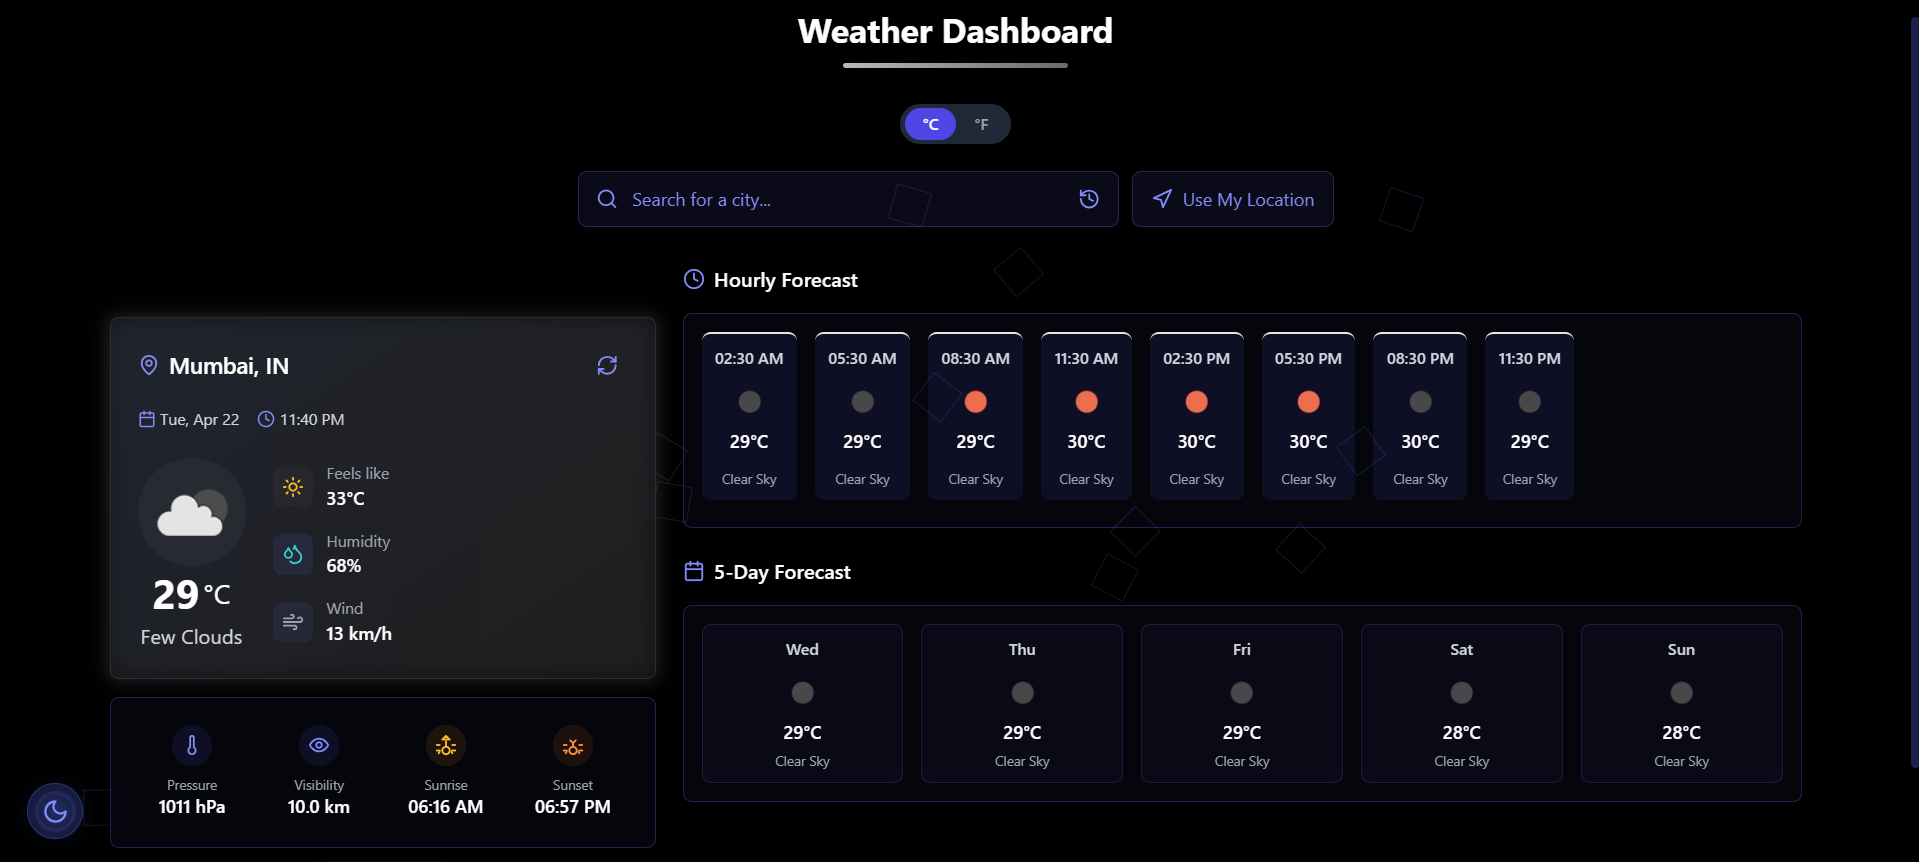 Weather Dashboard
°C °F
Search for a city...
Use My Location
Mumbai, IN
Tue, Apr 22 11:40 PM
29 °C
Few Clouds
Feels like
33°C
Humidity
68%
Wind
13 km/h
Pressure Visibility Sunrise Sunset
1011 hPa 10.0 km 06:16 AM 06:57 PM
Hourly Forecast
02:30 AM 05:30 AM 08:30 AM 11:30 AM 02:30 PM 05:30 PM 08:30 PM 11:30 PM
29°C 29°C 29°C 30°C 30°C 30°C 30°C 29°C
Clear Sky Clear Sky Clear Sky Clear Sky Clear Sky Clear Sky Clear Sky Clear Sky
5-Day Forecast
Wed Thu Fri Sat Sun
29°C 29°C 29°C 28°C 28°C
Clear Sky Clear Sky Clear Sky Clear Sky Clear Sky